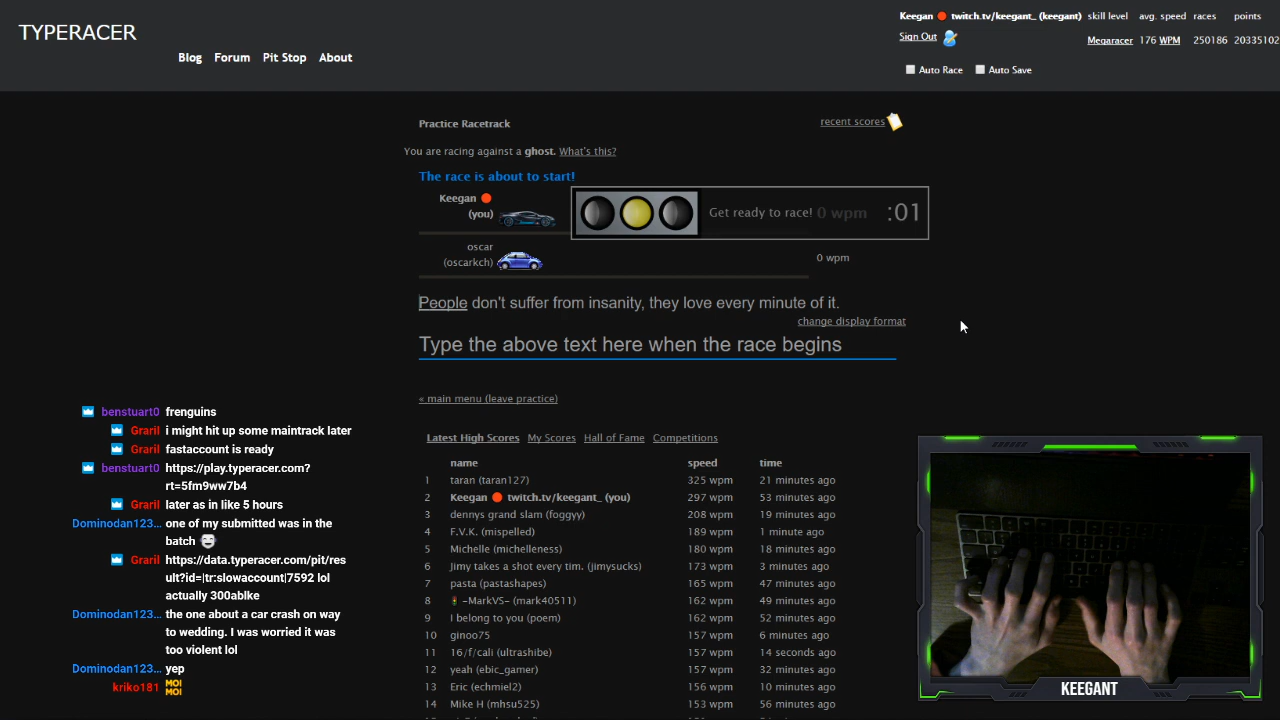 TYPERACER
Blog Forum Pit Stop About
Keegan twitch.tv/keegant_ (keegant) skill level avg. speed races points
Sign Out Megaracer 176 WPM 250186 20335102
Auto Race Auto Save
Practice Racetrack recent scores
You are racing against a ghost. What's this?
The race is about to start!
Keegan
(you) Get ready to race! 0 wpm :01
oscar
(oscarkch) 0 wpm
People don't suffer from insanity, they love every minute of it.
change display format
Type the above text here when the race begins
« main menu (leave practice)
Latest High Scores My Scores Hall of Fame Competitions
name speed time
1 taran (taran127) 325 wpm 21 minutes ago
2 Keegan twitch.tv/keegant_ (you) 297 wpm 53 minutes ago
3 dennys grand slam (foggyy) 208 wpm 19 minutes ago
4 F.V.K. (mispelled) 189 wpm 1 minute ago
5 Michelle (michelleness) 180 wpm 18 minutes ago
6 Jimy takes a shot every tim. (jimysucks) 173 wpm 3 minutes ago
7 pasta (pastashapes) 165 wpm 47 minutes ago
8 -MarkVS- (mark40511) 162 wpm 49 minutes ago
9 I belong to you (poem) 162 wpm 52 minutes ago
10 ginoo75 157 wpm 6 minutes ago
11 16/f/cali (ultrashibe) 157 wpm 14 seconds ago
12 yeah (ebic_gamer) 157 wpm 32 minutes ago
13 Eric (echmiel2) 156 wpm 10 minutes ago
14 Mike H (mhsu525) 153 wpm 56 minutes ago
benstuart0 frenguins
Graril i might hit up some maintrack later
Graril fastaccount is ready
benstuart0 https://play.typeracer.com?
rt=5fm9ww7b4
Graril later as in like 5 hours
Dominodan123... one of my submitted was in the
batch
Graril https://data.typeracer.com/pit/res
ult?id=|tr:slowaccount|7592 lol
actually 300ablke
Dominodan123... the one about a car crash on way
to wedding. I was worried it was
too violent lol
Dominodan123... yep
kriko181 MOI
MOI
KEEGANT